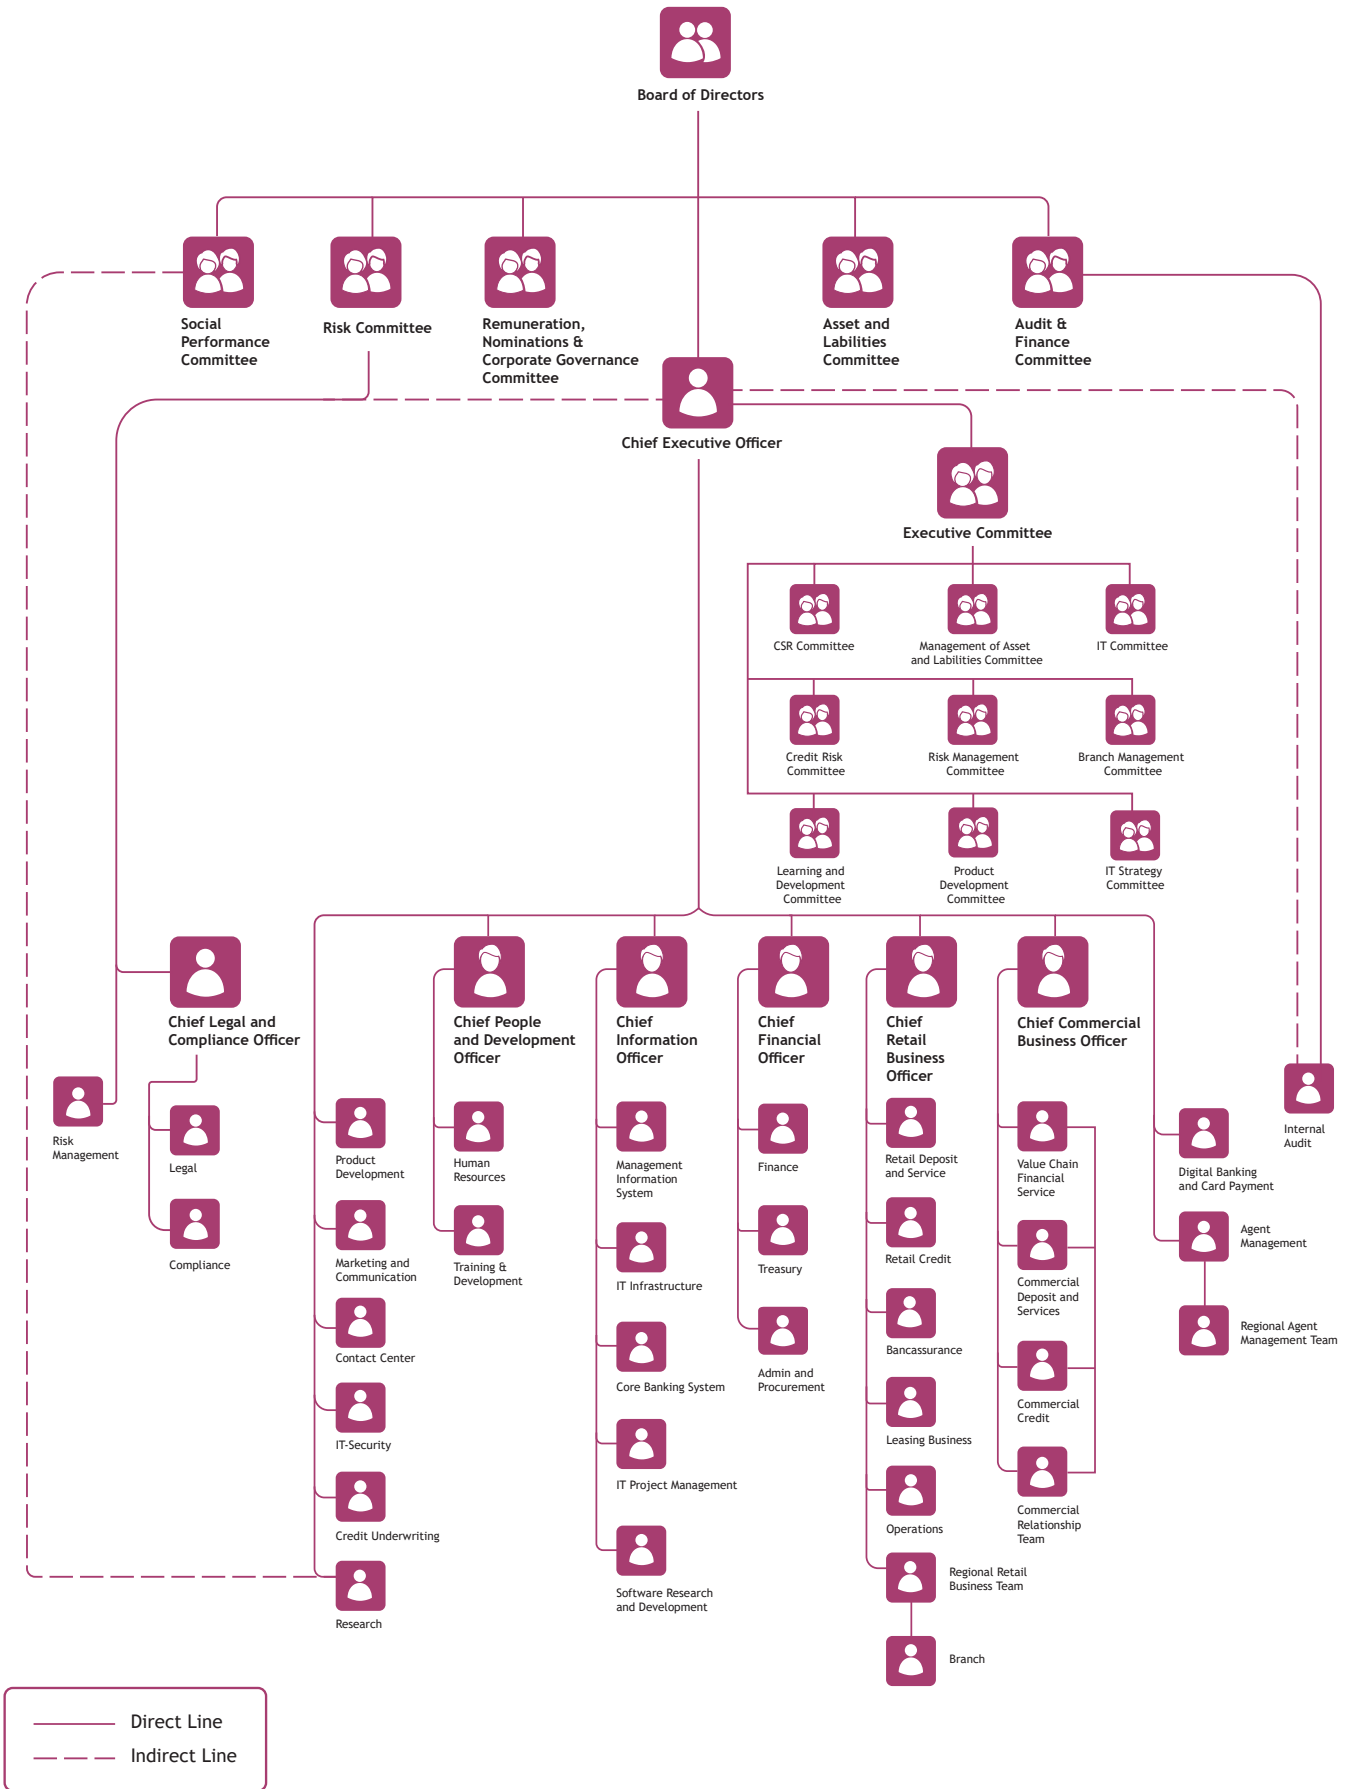 Board of Directors
Social
Performance
Committee
Risk Committee
Remuneration,
Nominations &
Corporate Governance
Committee
Asset and
Labilities
Committee
Audit &
Finance
Committee
Chief Executive Officer
Executive Committee
CSR Committee
Management of Asset
and Labilities Committee
IT Committee
Credit Risk
Committee
Risk Management
Committee
Branch Management
Committee
Learning and
Development
Committee
Product
Development
Committee
IT Strategy
Committee
Chief Legal and
Compliance Officer
Risk
Management
Legal
Compliance
Product
Development
Marketing and
Communication
Contact Center
IT-Security
Credit Underwriting
Research
Chief People
and Development
Officer
Human
Resources
Training &
Development
Chief
Information
Officer
Management
Information
System
IT Infrastructure
Core Banking System
IT Project Management
Software Research
and Development
Chief
Financial
Officer
Finance
Treasury
Admin and
Procurement
Chief
Retail
Business
Officer
Retail Deposit
and Service
Retail Credit
Bancassurance
Leasing Business
Operations
Regional Retail
Business Team
Branch
Chief Commercial
Business Officer
Value Chain
Financial
Service
Commercial
Deposit and
Services
Commercial
Credit
Commercial
Relationship
Team
Digital Banking
and Card Payment
Agent
Management
Regional Agent
Management Team
Internal
Audit
Direct Line
Indirect Line